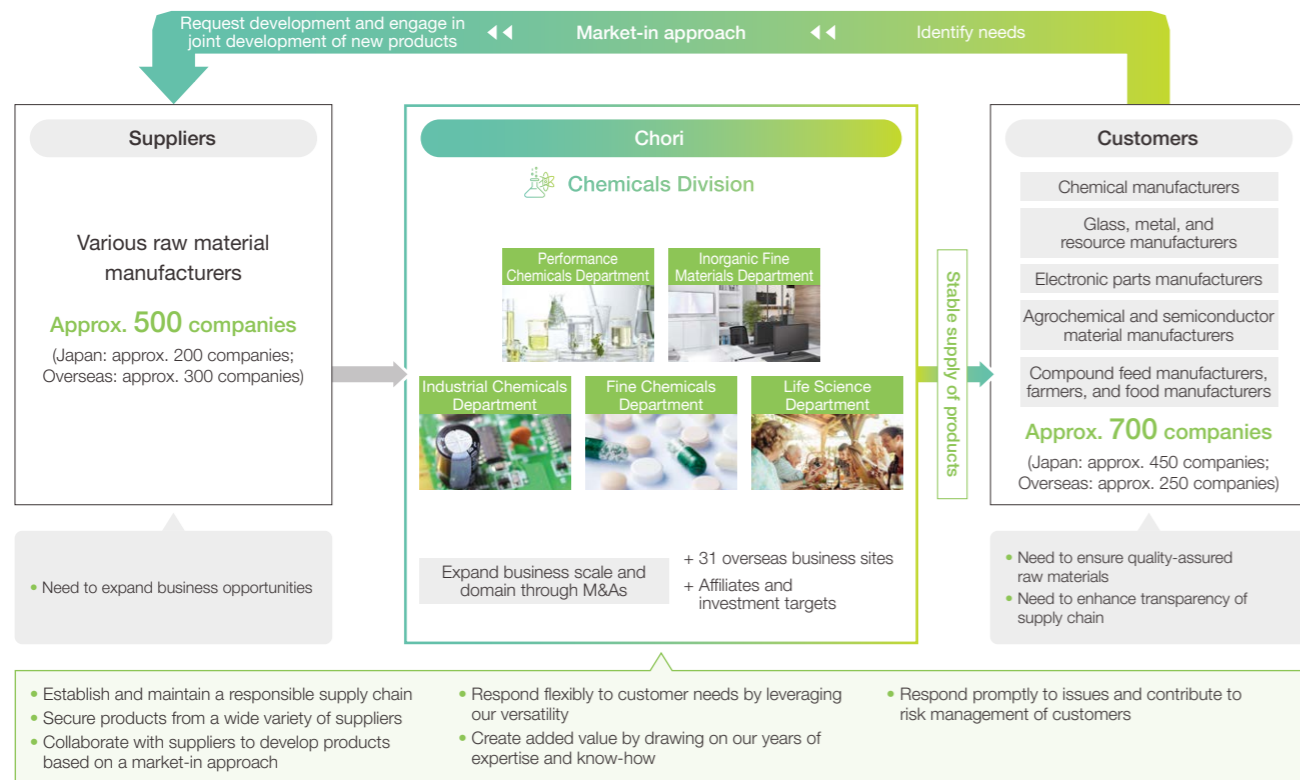 Request development and engage in
joint development of new products
Market-in approach
Identify needs
Suppliers
Various raw material
manufacturers
Approx. 500 companies
(Japan: approx. 200 companies;
Overseas: approx. 300 companies)
• Need to expand business opportunities
Chori
Chemicals Division
Performance
Chemicals Department
Inorganic Fine
Materials Department
Industrial Chemicals
Department
Fine Chemicals
Department
Life Science
Department
Expand business scale and
domain through M&As
+ 31 overseas business sites
+ Affiliates and
investment targets
Stable supply of products
Customers
Chemical manufacturers
Glass, metal, and
resource manufacturers
Electronic parts manufacturers
Agrochemical and semiconductor
material manufacturers
Compound feed manufacturers,
farmers, and food manufacturers
Approx. 700 companies
(Japan: approx. 450 companies;
Overseas: approx. 250 companies)
• Need to ensure quality-assured
raw materials
• Need to enhance transparency of
supply chain
• Establish and maintain a responsible supply chain
• Secure products from a wide variety of suppliers
• Collaborate with suppliers to develop products
based on a market-in approach
• Respond flexibly to customer needs by leveraging
our versatility
• Create added value by drawing on our years of
expertise and know-how
• Respond promptly to issues and contribute to
risk management of customers